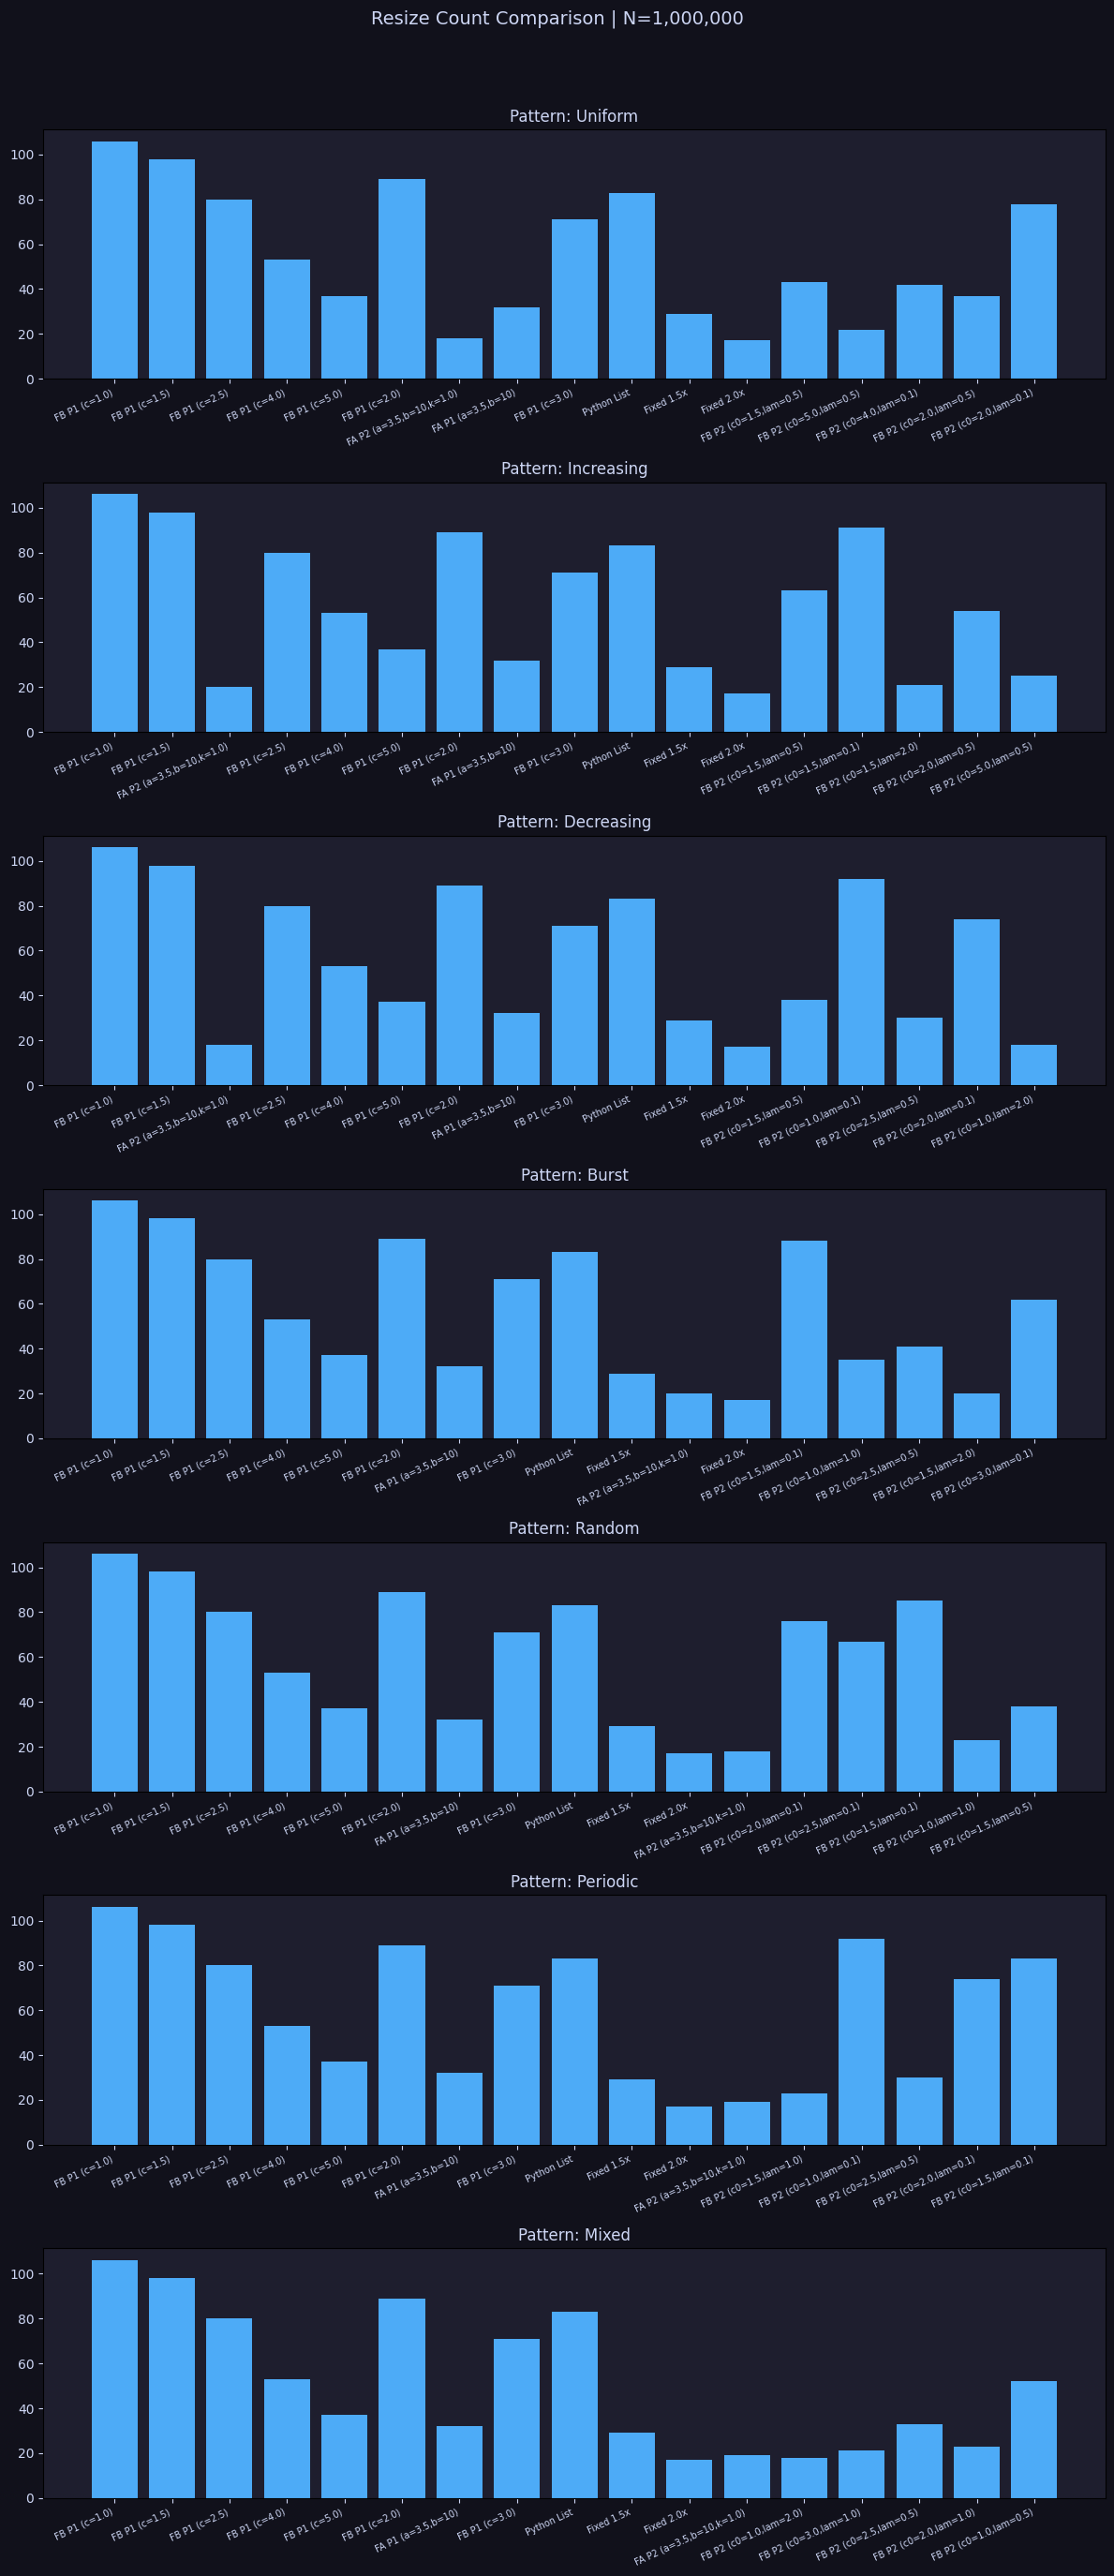 Resize Count Comparison | N=1,000,000
Pattern: Uniform
100
80
60
40
20
0
FB P1 (c=1.0)
FB P1 (c=1.5)
FB P1 (c=2.5)
FB P1 (c=4.0)
FB P1 (c=5.0)
FB P1 (c=2.0)
FA P2 (a=3.5,b=10,k=1.0)
FA P1 (a=3.5,b=10)
FB P1 (c=3.0)
Python List
Fixed 1.5x
Fixed 2.0x
FB P2 (c0=1.5,lam=0.5)
FB P2 (c0=5.0,lam=0.5)
FB P2 (c0=4.0,lam=0.1)
FB P2 (c0=2.0,lam=0.5)
FB P2 (c0=2.0,lam=0.1)
Pattern: Increasing
100
80
60
40
20
0
FB P1 (c=1.0)
FB P1 (c=1.5)
FA P2 (a=3.5,b=10,k=1.0)
FB P1 (c=2.5)
FB P1 (c=4.0)
FB P1 (c=5.0)
FB P1 (c=2.0)
FA P1 (a=3.5,b=10)
FB P1 (c=3.0)
Python List
Fixed 1.5x
Fixed 2.0x
FB P2 (c0=1.5,lam=0.5)
FB P2 (c0=1.5,lam=0.1)
FB P2 (c0=1.5,lam=2.0)
FB P2 (c0=2.0,lam=0.5)
FB P2 (c0=5.0,lam=0.5)
Pattern: Decreasing
100
80
60
40
20
0
FB P1 (c=1.0)
FB P1 (c=1.5)
FA P2 (a=3.5,b=10,k=1.0)
FB P1 (c=2.5)
FB P1 (c=4.0)
FB P1 (c=5.0)
FB P1 (c=2.0)
FA P1 (a=3.5,b=10)
FB P1 (c=3.0)
Python List
Fixed 1.5x
Fixed 2.0x
FB P2 (c0=1.5,lam=0.5)
FB P2 (c0=1.0,lam=0.1)
FB P2 (c0=2.5,lam=0.5)
FB P2 (c0=2.0,lam=0.1)
FB P2 (c0=1.0,lam=2.0)
Pattern: Burst
100
80
60
40
20
0
FB P1 (c=1.0)
FB P1 (c=1.5)
FB P1 (c=2.5)
FB P1 (c=4.0)
FB P1 (c=5.0)
FB P1 (c=2.0)
FA P1 (a=3.5,b=10)
FB P1 (c=3.0)
Python List
Fixed 1.5x
FA P2 (a=3.5,b=10,k=1.0)
Fixed 2.0x
FB P2 (c0=1.5,lam=0.1)
FB P2 (c0=1.0,lam=1.0)
FB P2 (c0=2.5,lam=0.5)
FB P2 (c0=1.5,lam=2.0)
FB P2 (c0=3.0,lam=0.1)
Pattern: Random
100
80
60
40
20
0
FB P1 (c=1.0)
FB P1 (c=1.5)
FB P1 (c=2.5)
FB P1 (c=4.0)
FB P1 (c=5.0)
FB P1 (c=2.0)
FA P1 (a=3.5,b=10)
FB P1 (c=3.0)
Python List
Fixed 1.5x
Fixed 2.0x
FA P2 (a=3.5,b=10,k=1.0)
FB P2 (c0=2.0,lam=0.1)
FB P2 (c0=2.5,lam=0.1)
FB P2 (c0=1.5,lam=0.1)
FB P2 (c0=1.0,lam=1.0)
FB P2 (c0=1.5,lam=0.5)
Pattern: Periodic
100
80
60
40
20
0
FB P1 (c=1.0)
FB P1 (c=1.5)
FB P1 (c=2.5)
FB P1 (c=4.0)
FB P1 (c=5.0)
FB P1 (c=2.0)
FA P1 (a=3.5,b=10)
FB P1 (c=3.0)
Python List
Fixed 1.5x
Fixed 2.0x
FA P2 (a=3.5,b=10,k=1.0)
FB P2 (c0=1.5,lam=1.0)
FB P2 (c0=1.0,lam=0.1)
FB P2 (c0=2.5,lam=0.5)
FB P2 (c0=2.0,lam=0.1)
FB P2 (c0=1.5,lam=0.1)
Pattern: Mixed
100
80
60
40
20
0
FB P1 (c=1.0)
FB P1 (c=1.5)
FB P1 (c=2.5)
FB P1 (c=4.0)
FB P1 (c=5.0)
FB P1 (c=2.0)
FA P1 (a=3.5,b=10)
FB P1 (c=3.0)
Python List
Fixed 1.5x
Fixed 2.0x
FA P2 (a=3.5,b=10,k=1.0)
FB P2 (c0=1.0,lam=2.0)
FB P2 (c0=3.0,lam=1.0)
FB P2 (c0=2.5,lam=0.5)
FB P2 (c0=2.0,lam=1.0)
FB P2 (c0=1.0,lam=0.5)